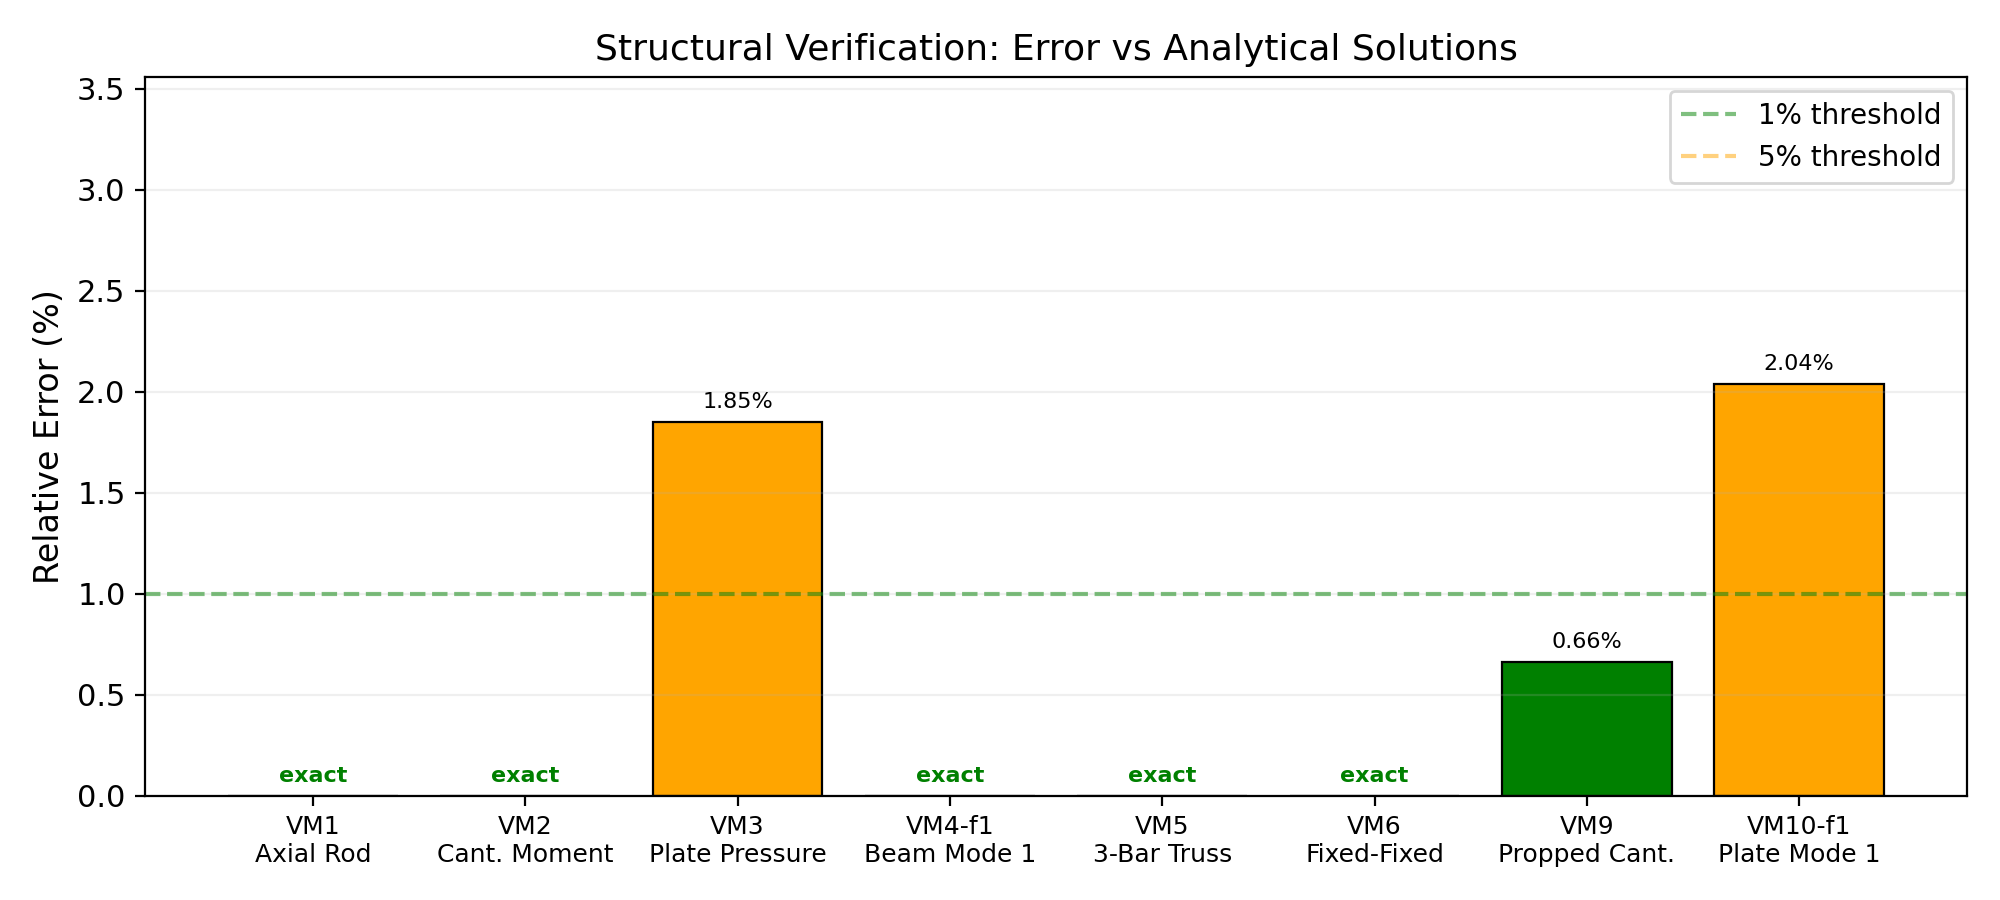 Structural Verification: Error vs Analytical Solutions
Relative Error (%)
3.5
3.0
2.5
2.0
1.5
1.0
0.5
0.0
1% threshold
5% threshold
exact
exact
1.85%
exact
exact
exact
0.66%
2.04%
VM1
Axial Rod
VM2
Cant. Moment
VM3
Plate Pressure
VM4-f1
Beam Mode 1
VM5
3-Bar Truss
VM6
Fixed-Fixed
VM9
Propped Cant.
VM10-f1
Plate Mode 1